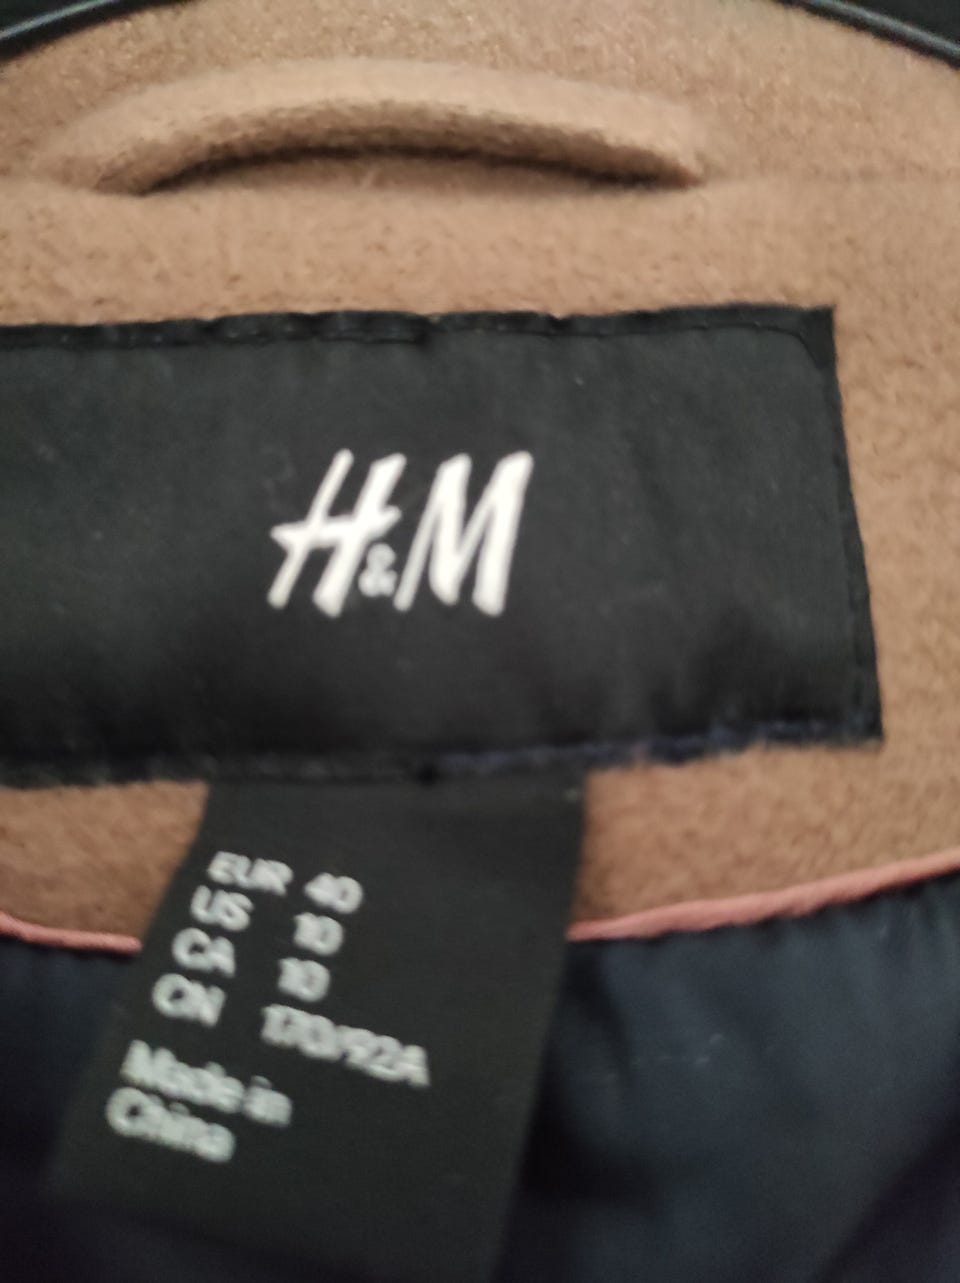 H&M
EUR 40
US 10
CA 10
CN 170/92A
Made in
China